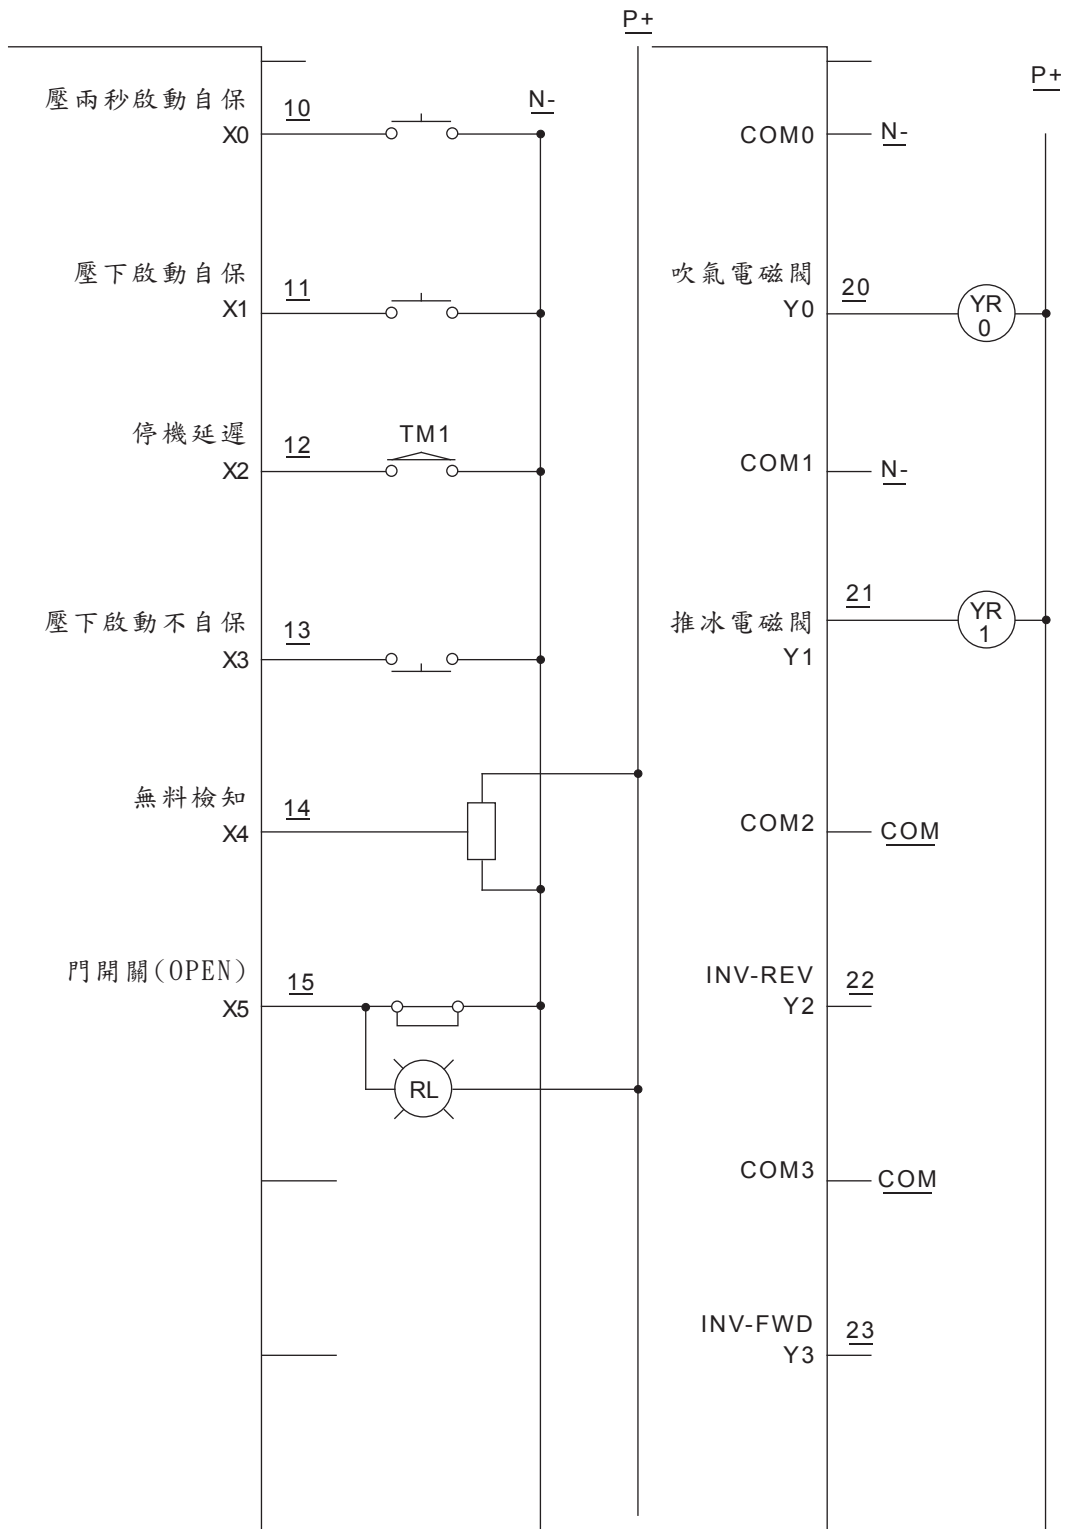 P+
壓兩秒啟動自保
10
X0
N-
壓下啟動自保
11
X1
停機延遲
12
X2
TM1
壓下啟動不自保
13
X3
無料檢知
14
X4
門開關(OPEN)
15
X5
RL
P+
COM0
N-
吹氣電磁閥
20
Y0
YR
0
COM1
N-
推冰電磁閥
21
Y1
YR
1
COM2
COM
INV-REV
22
Y2
COM3
COM
INV-FWD
23
Y3